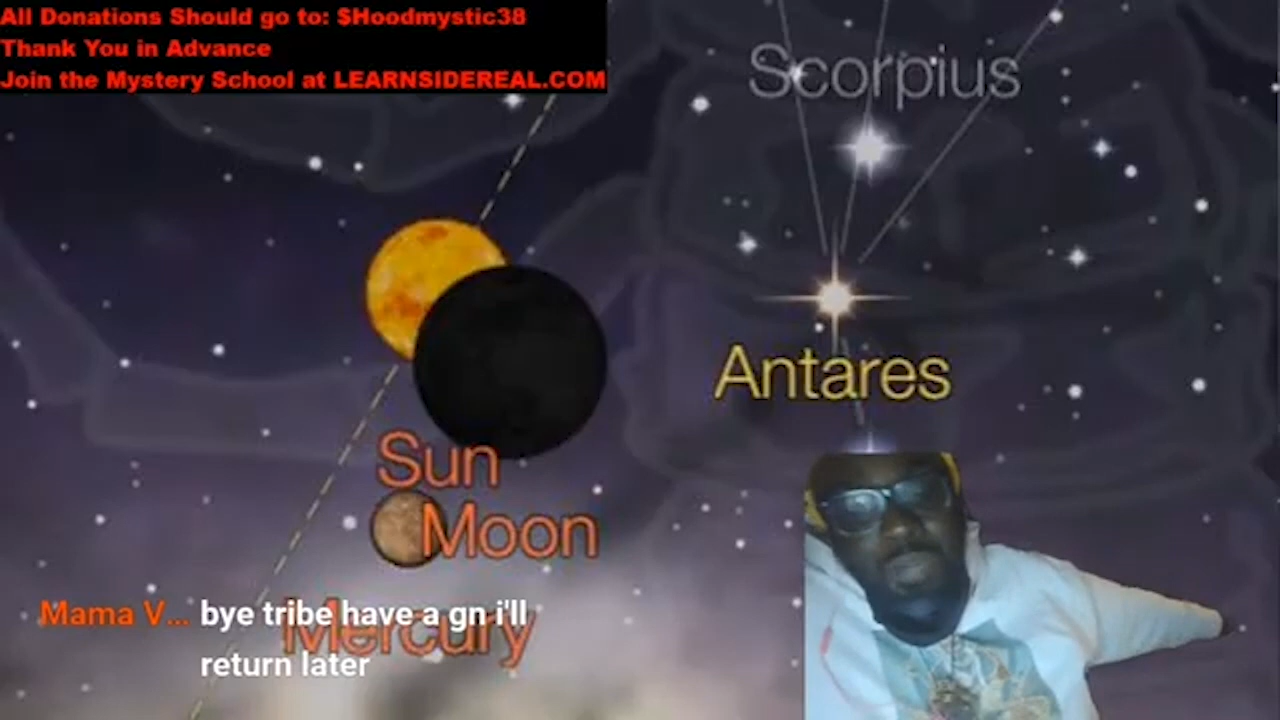 All Donations Should go to: $Hoodmystic38
Thank You in Advance
Join the Mystery School at LEARNSIDEREAL.COM
Scorpius
Antares
Sun
Moon
Mercury
Mama V... bye tribe have a gn i'll
return later